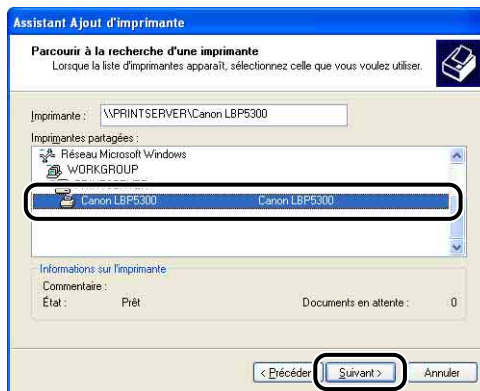 Assistant Ajout d'imprimante
Parcourir à la recherche d'une imprimante
Lorsque la liste d'imprimantes apparaît, sélectionnez celle que vous voulez utiliser.
Imprimante : \\PRINTSERVER\Canon LBP5300
Imprimantes partagées :
Réseau Microsoft Windows
WORKGROUP
PRINTSERVER
Canon LBP5300 Canon LBP5300
Informations sur l'imprimante
Commentaire :
État : Prêt Documents en attente : 0
< Précéder Suivant > Annuler